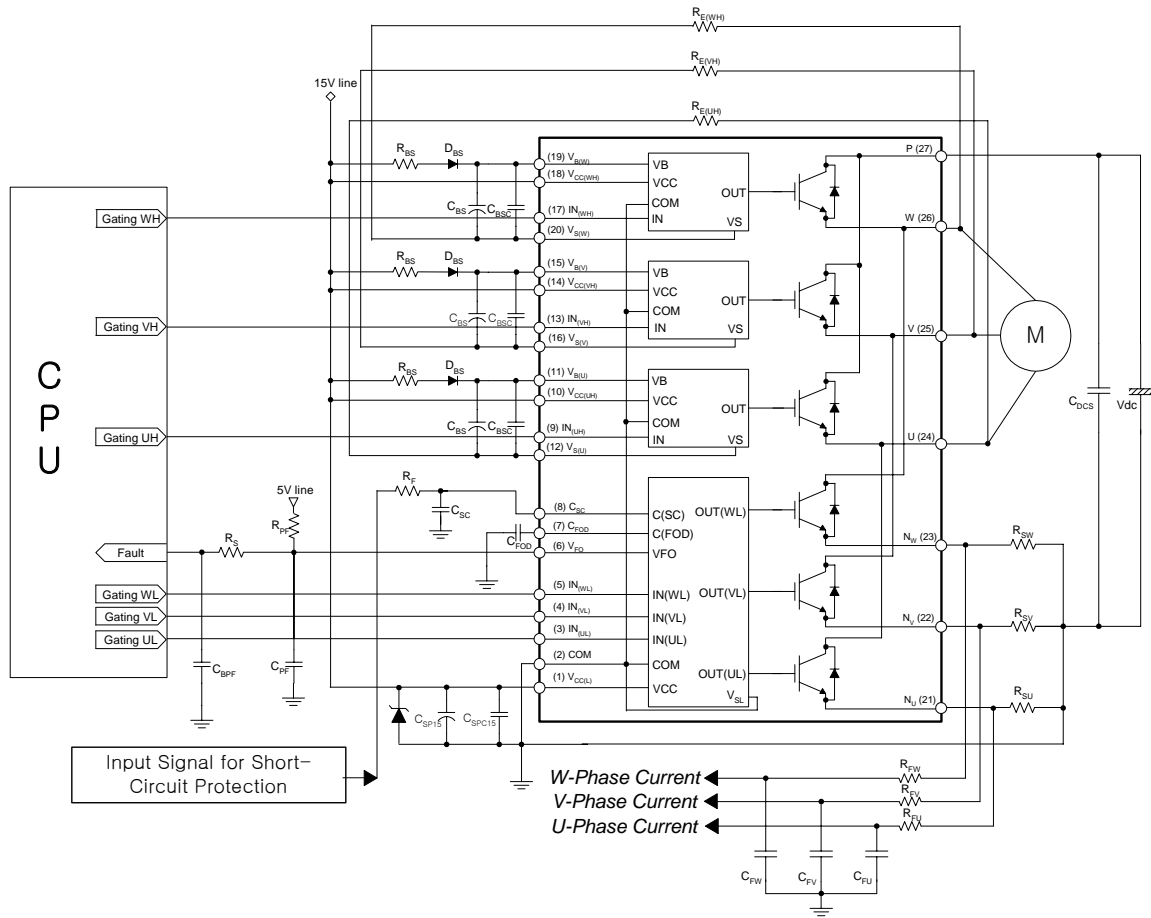 R_E(WH)
R_E(VH)
15V line
R_E(UH)
R_BS
D_BS
(19) V_B(W)
VB
P (27)
(18) V_CC(WH)
VCC
OUT
COM
Gating WH
C_BS
C_BSC
(17) IN_(WH)
IN
W (26)
(20) V_S(W)
VS
R_BS
D_BS
(15) V_B(V)
VB
(14) V_CC(VH)
VCC
OUT
COM
Gating VH
C_BS
C_BSC
(13) IN_(VH)
IN
V (25)
M
(16) V_S(V)
VS
CPU
R_BS
D_BS
(11) V_B(U)
VB
(10) V_CC(UH)
VCC
OUT
C_DCS
Vdc
COM
Gating UH
C_BS
C_BSC
(9) IN_(UH)
IN
U (24)
(12) V_S(U)
VS
R_F
5V line
C_SC
(8) C_SC
C(SC)
OUT(WL)
R_PF
(7) C_FOD
C(FOD)
R_S
C_FOD
Fault
(6) V_FO
VFO
N_W (23)
R_SW
Gating WL
(5) IN_(WL)
IN(WL)
OUT(VL)
Gating VL
(4) IN_(VL)
IN(VL)
N_V (22)
R_SV
Gating UL
(3) IN_(UL)
IN(UL)
(2) COM
COM
OUT(UL)
C_BPF
C_PF
(1) V_CC(L)
VCC
V_SL
N_U (21)
R_SU
C_SP15
C_SPC15
Input Signal for Short-
Circuit Protection
W-Phase Current
R_FW
V-Phase Current
R_FV
U-Phase Current
R_FU
C_FW
C_FV
C_FU